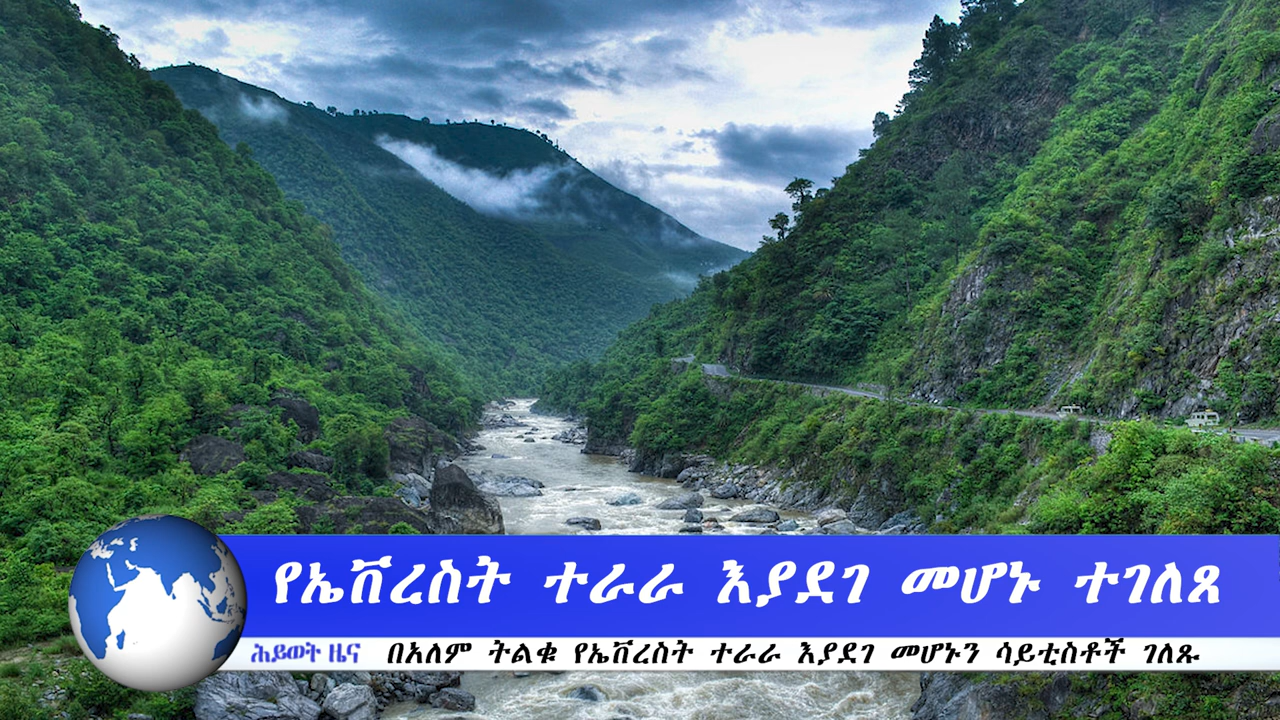 የኤቨረስት ተራራ እያደገ መሆኑ ተገለጸ
ሕይወት ዜና በአለም ትልቁ የኤቨረስት ተራራ እያደገ መሆኑን ሳይቲስቶች ገለጹ